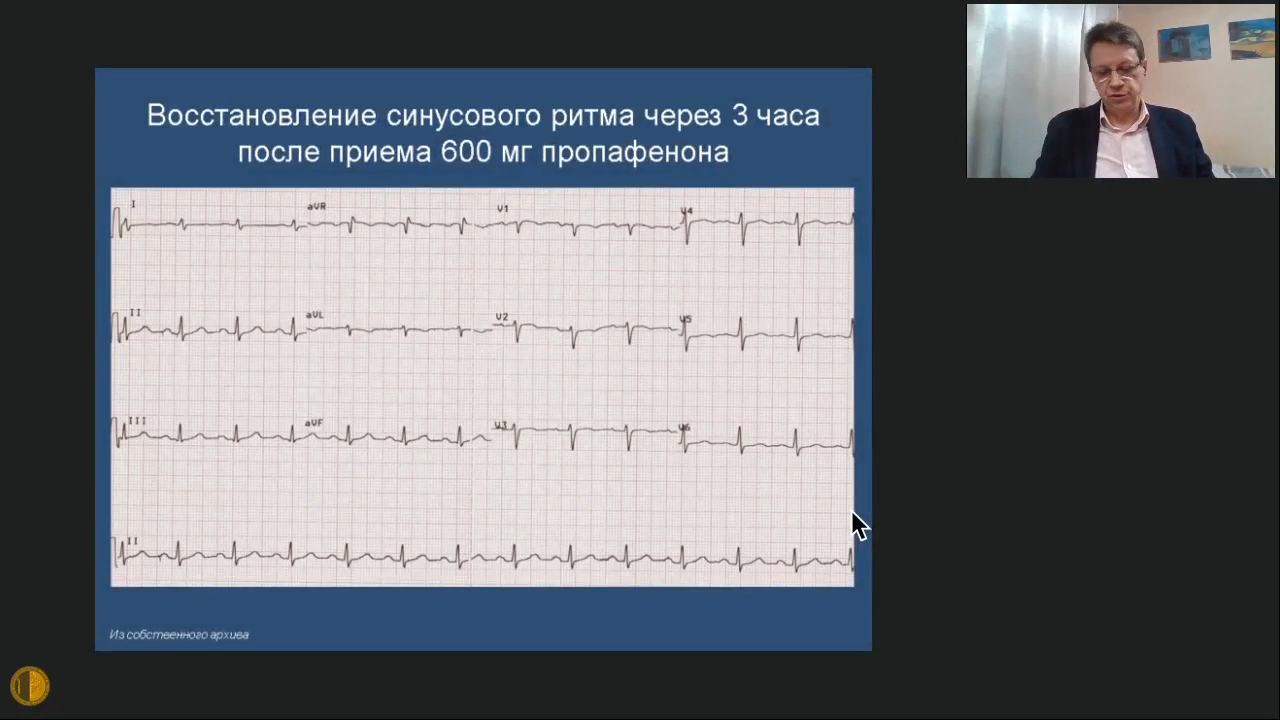 Восстановление синусового ритма через 3 часа
после приема 600 мг пропафенона
I aVR V1 V4
II aVL V2 V5
III aVF V3 V6
II
Из собственного архива